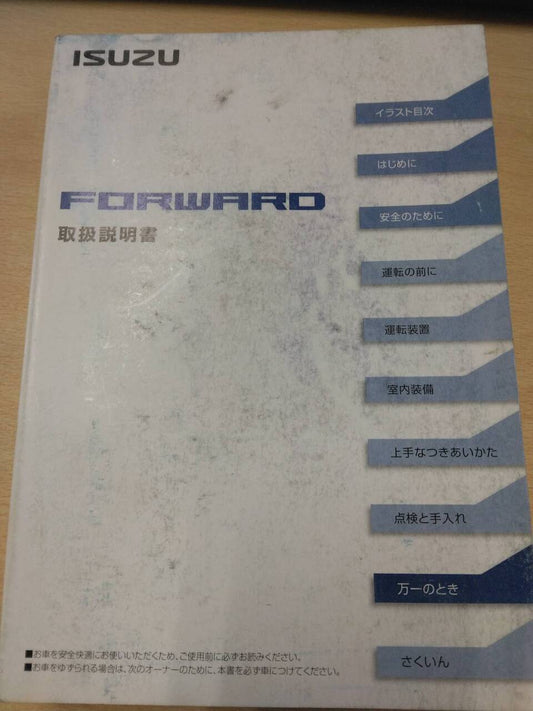 ISUZU
FORWARD
取扱説明書
イラスト目次
はじめに
安全のために
運転の前に
運転装置
室内装備
上手なつきあいかた
点検と手入れ
万一のとき
さくいん
■お車を安全快適にお使いいただくため、ご使用前に必ずお読みください。
■お車をゆずられる場合は、次のオーナーのために、本書を必ず車につけてください。